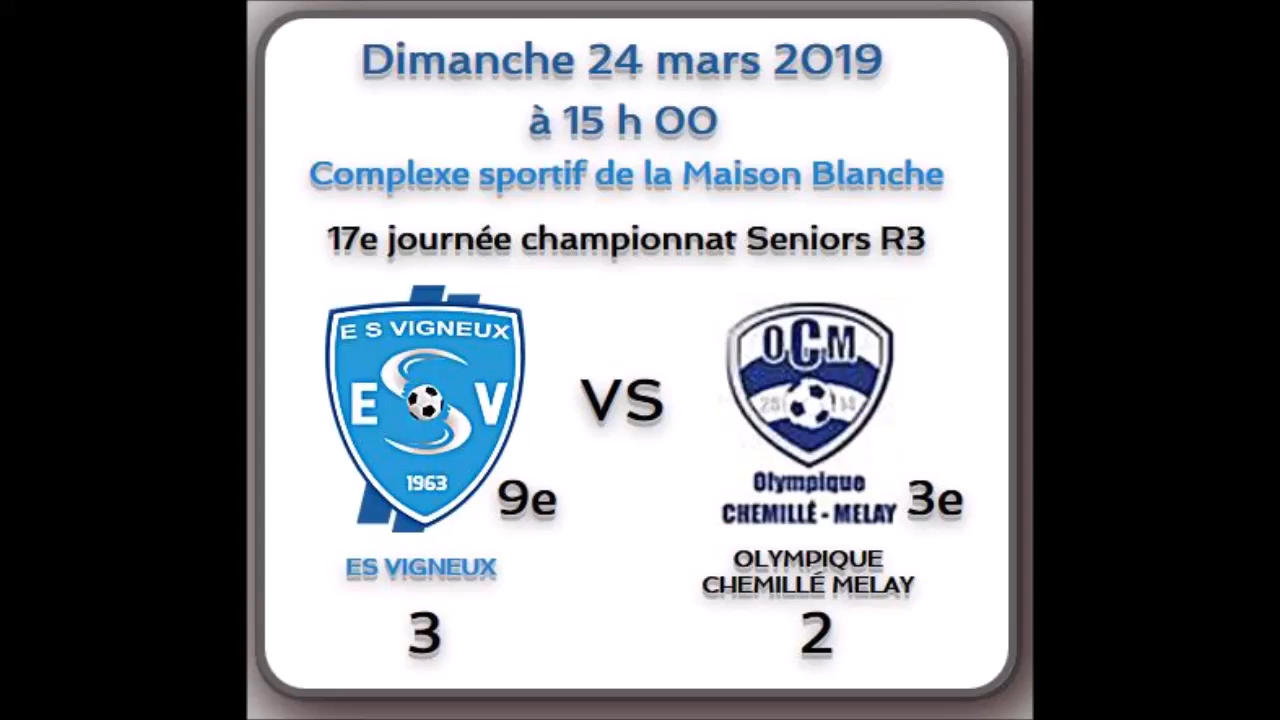 Dimanche 24 mars 2019
à 15 h 00
Complexe sportif de la Maison Blanche
17e journée championnat Seniors R3
E S VIGNEUX
E V
1963
9e
VS
OCM
Olympique
CHEMILLÉ - MELAY
3e
ES VIGNEUX
OLYMPIQUE
CHEMILLÉ MELAY
3
2